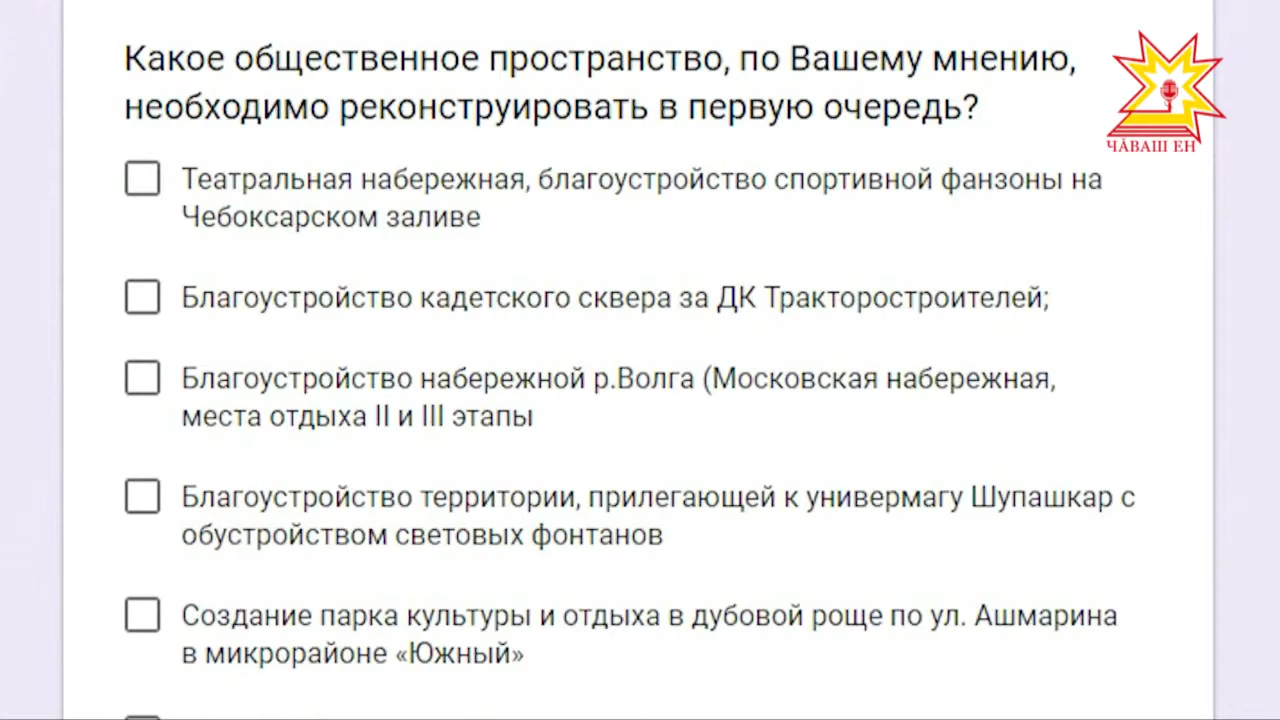 Какое общественное пространство, по Вашему мнению,
необходимо реконструировать в первую очередь?
ЧӐВАШ ЕН
Театральная набережная, благоустройство спортивной фанзоны на
Чебоксарском заливе
Благоустройство кадетского сквера за ДК Тракторостроителей;
Благоустройство набережной р.Волга (Московская набережная,
места отдыха II и III этапы
Благоустройство территории, прилегающей к универмагу Шупашкар с
обустройством световых фонтанов
Создание парка культуры и отдыха в дубовой роще по ул. Ашмарина
в микрорайоне «Южный»